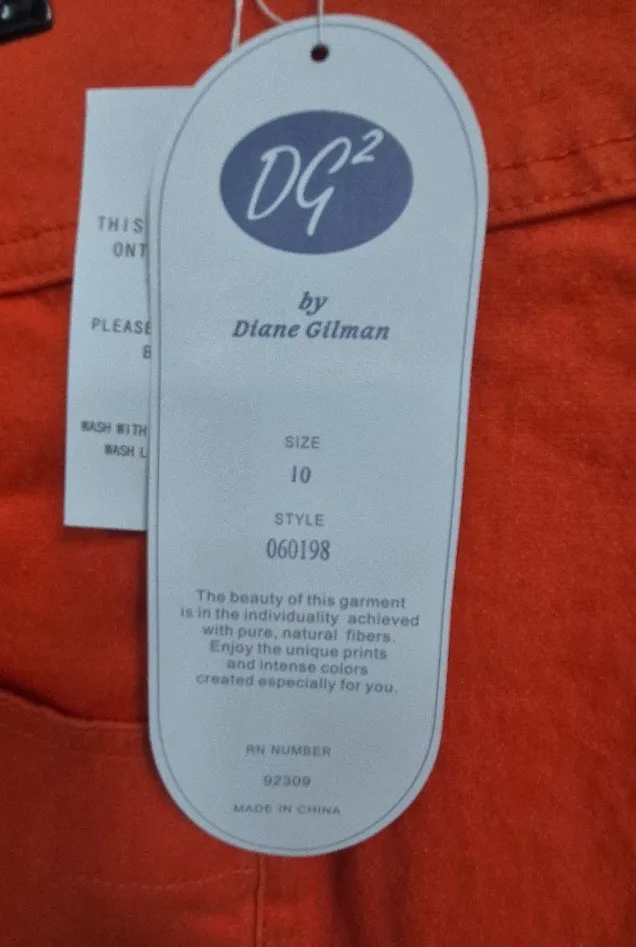 DG²
by
Diane Gilman
SIZE
10
STYLE
060198
The beauty of this garment
is in the individuality achieved
with pure, natural fibers.
Enjoy the unique prints
and intense colors
created especially for you.
RN NUMBER
92309
MADE IN CHINA
THIS
ONT
PLEASE
B
WASH WITH
WASH L